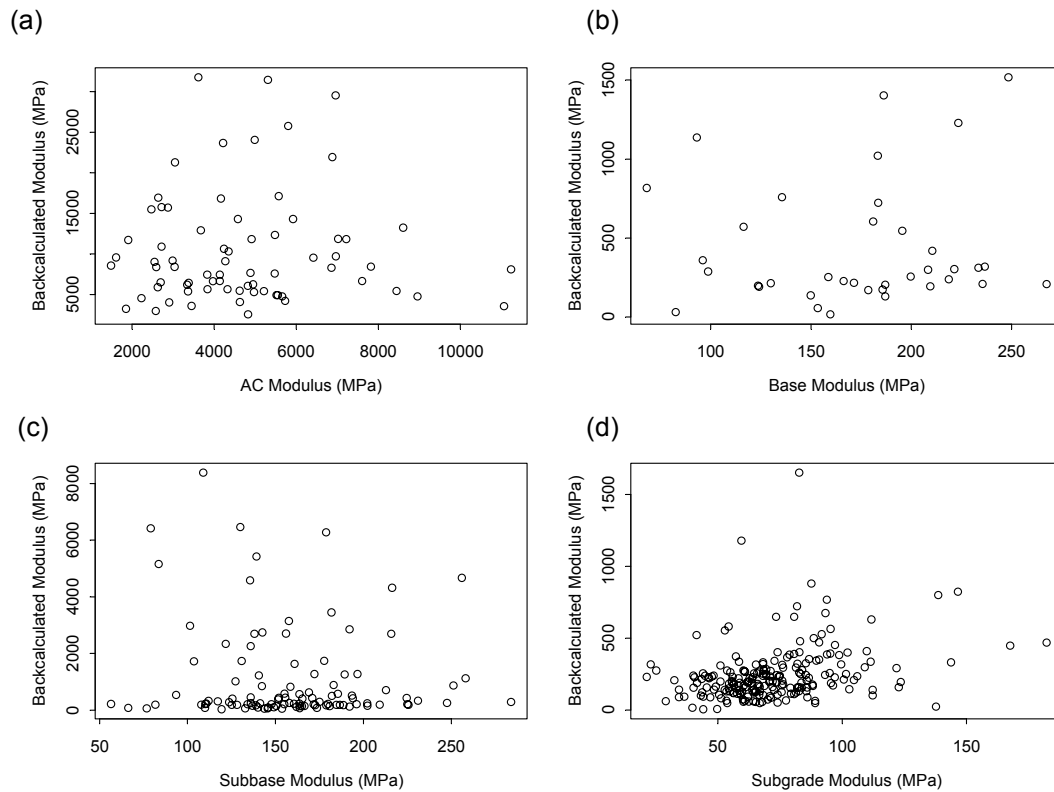 (a)
Backcalculated Modulus (MPa)
5000 15000 25000
2000 4000 6000 8000 10000
AC Modulus (MPa)
(b)
Backcalculated Modulus (MPa)
0 500 1000 1500
100 150 200 250
Base Modulus (MPa)
(c)
Backcalculated Modulus (MPa)
0 2000 4000 6000 8000
50 100 150 200 250
Subbase Modulus (MPa)
(d)
Backcalculated Modulus (MPa)
0 500 1000 1500
50 100 150
Subgrade Modulus (MPa)